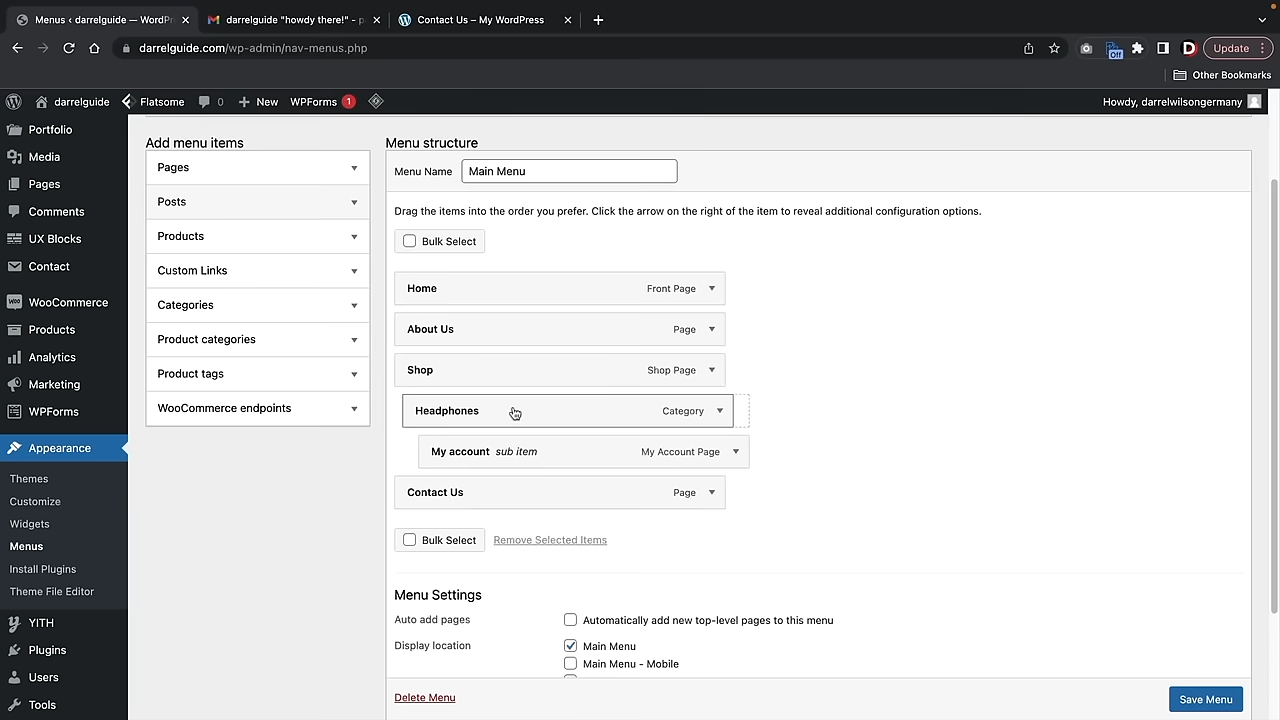 Menus ‹ darrelguide — WordPr
darrelguide "howdy there!" - p
Contact Us – My WordPress
darrelguide.com/wp-admin/nav-menus.php
Off
D
Update
Other Bookmarks
darrelguide
Flatsome
0
New
WPForms 1
Howdy, darrelwilsongermany
Portfolio
Media
Pages
Comments
UX Blocks
Contact
WooCommerce
Products
Analytics
Marketing
WPForms
Appearance
Themes
Customize
Widgets
Menus
Install Plugins
Theme File Editor
YITH
Plugins
Users
Tools
Add menu items
Pages
Posts
Products
Custom Links
Categories
Product categories
Product tags
WooCommerce endpoints
Menu structure
Menu Name Main Menu
Drag the items into the order you prefer. Click the arrow on the right of the item to reveal additional configuration options.
Bulk Select
Home Front Page
About Us Page
Shop Shop Page
Headphones Category
My account sub item My Account Page
Contact Us Page
Bulk Select Remove Selected Items
Menu Settings
Auto add pages Automatically add new top-level pages to this menu
Display location Main Menu
Main Menu - Mobile
Delete Menu Save Menu